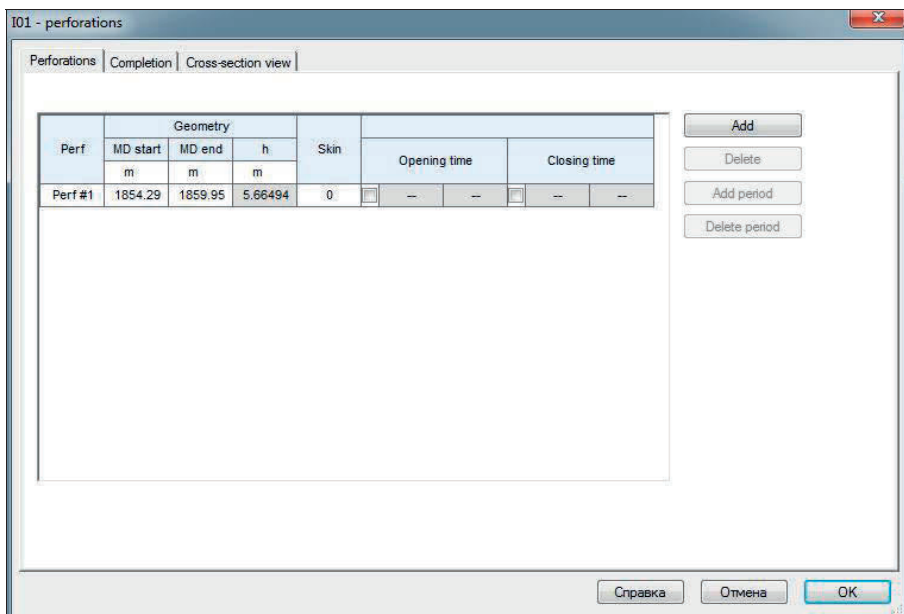 I01 - perforations
Perforations Completion Cross-section view
Perf Geometry Skin Opening time Closing time
MD start MD end h
m m m
Perf #1 1854.29 1859.95 5.66494 0 -- -- -- --
Add
Delete
Add period
Delete period
Справка Отмена OK